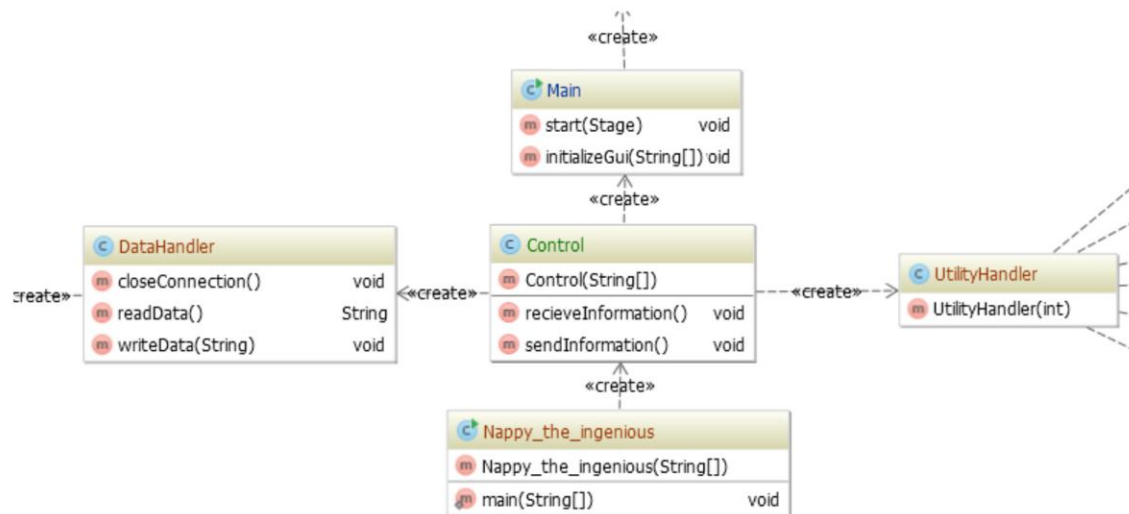 «create»
Main
start(Stage) void
initializeGui(String[]) oid
«create»
DataHandler
closeConnection() void
readData() String
writeData(String) void
create»
«create»
Control
Control(String[])
recieveInformation() void
sendInformation() void
«create»
UtilityHandler
UtilityHandler(int)
«create»
Nappy_the_ingenious
Nappy_the_ingenious(String[])
main(String[]) void